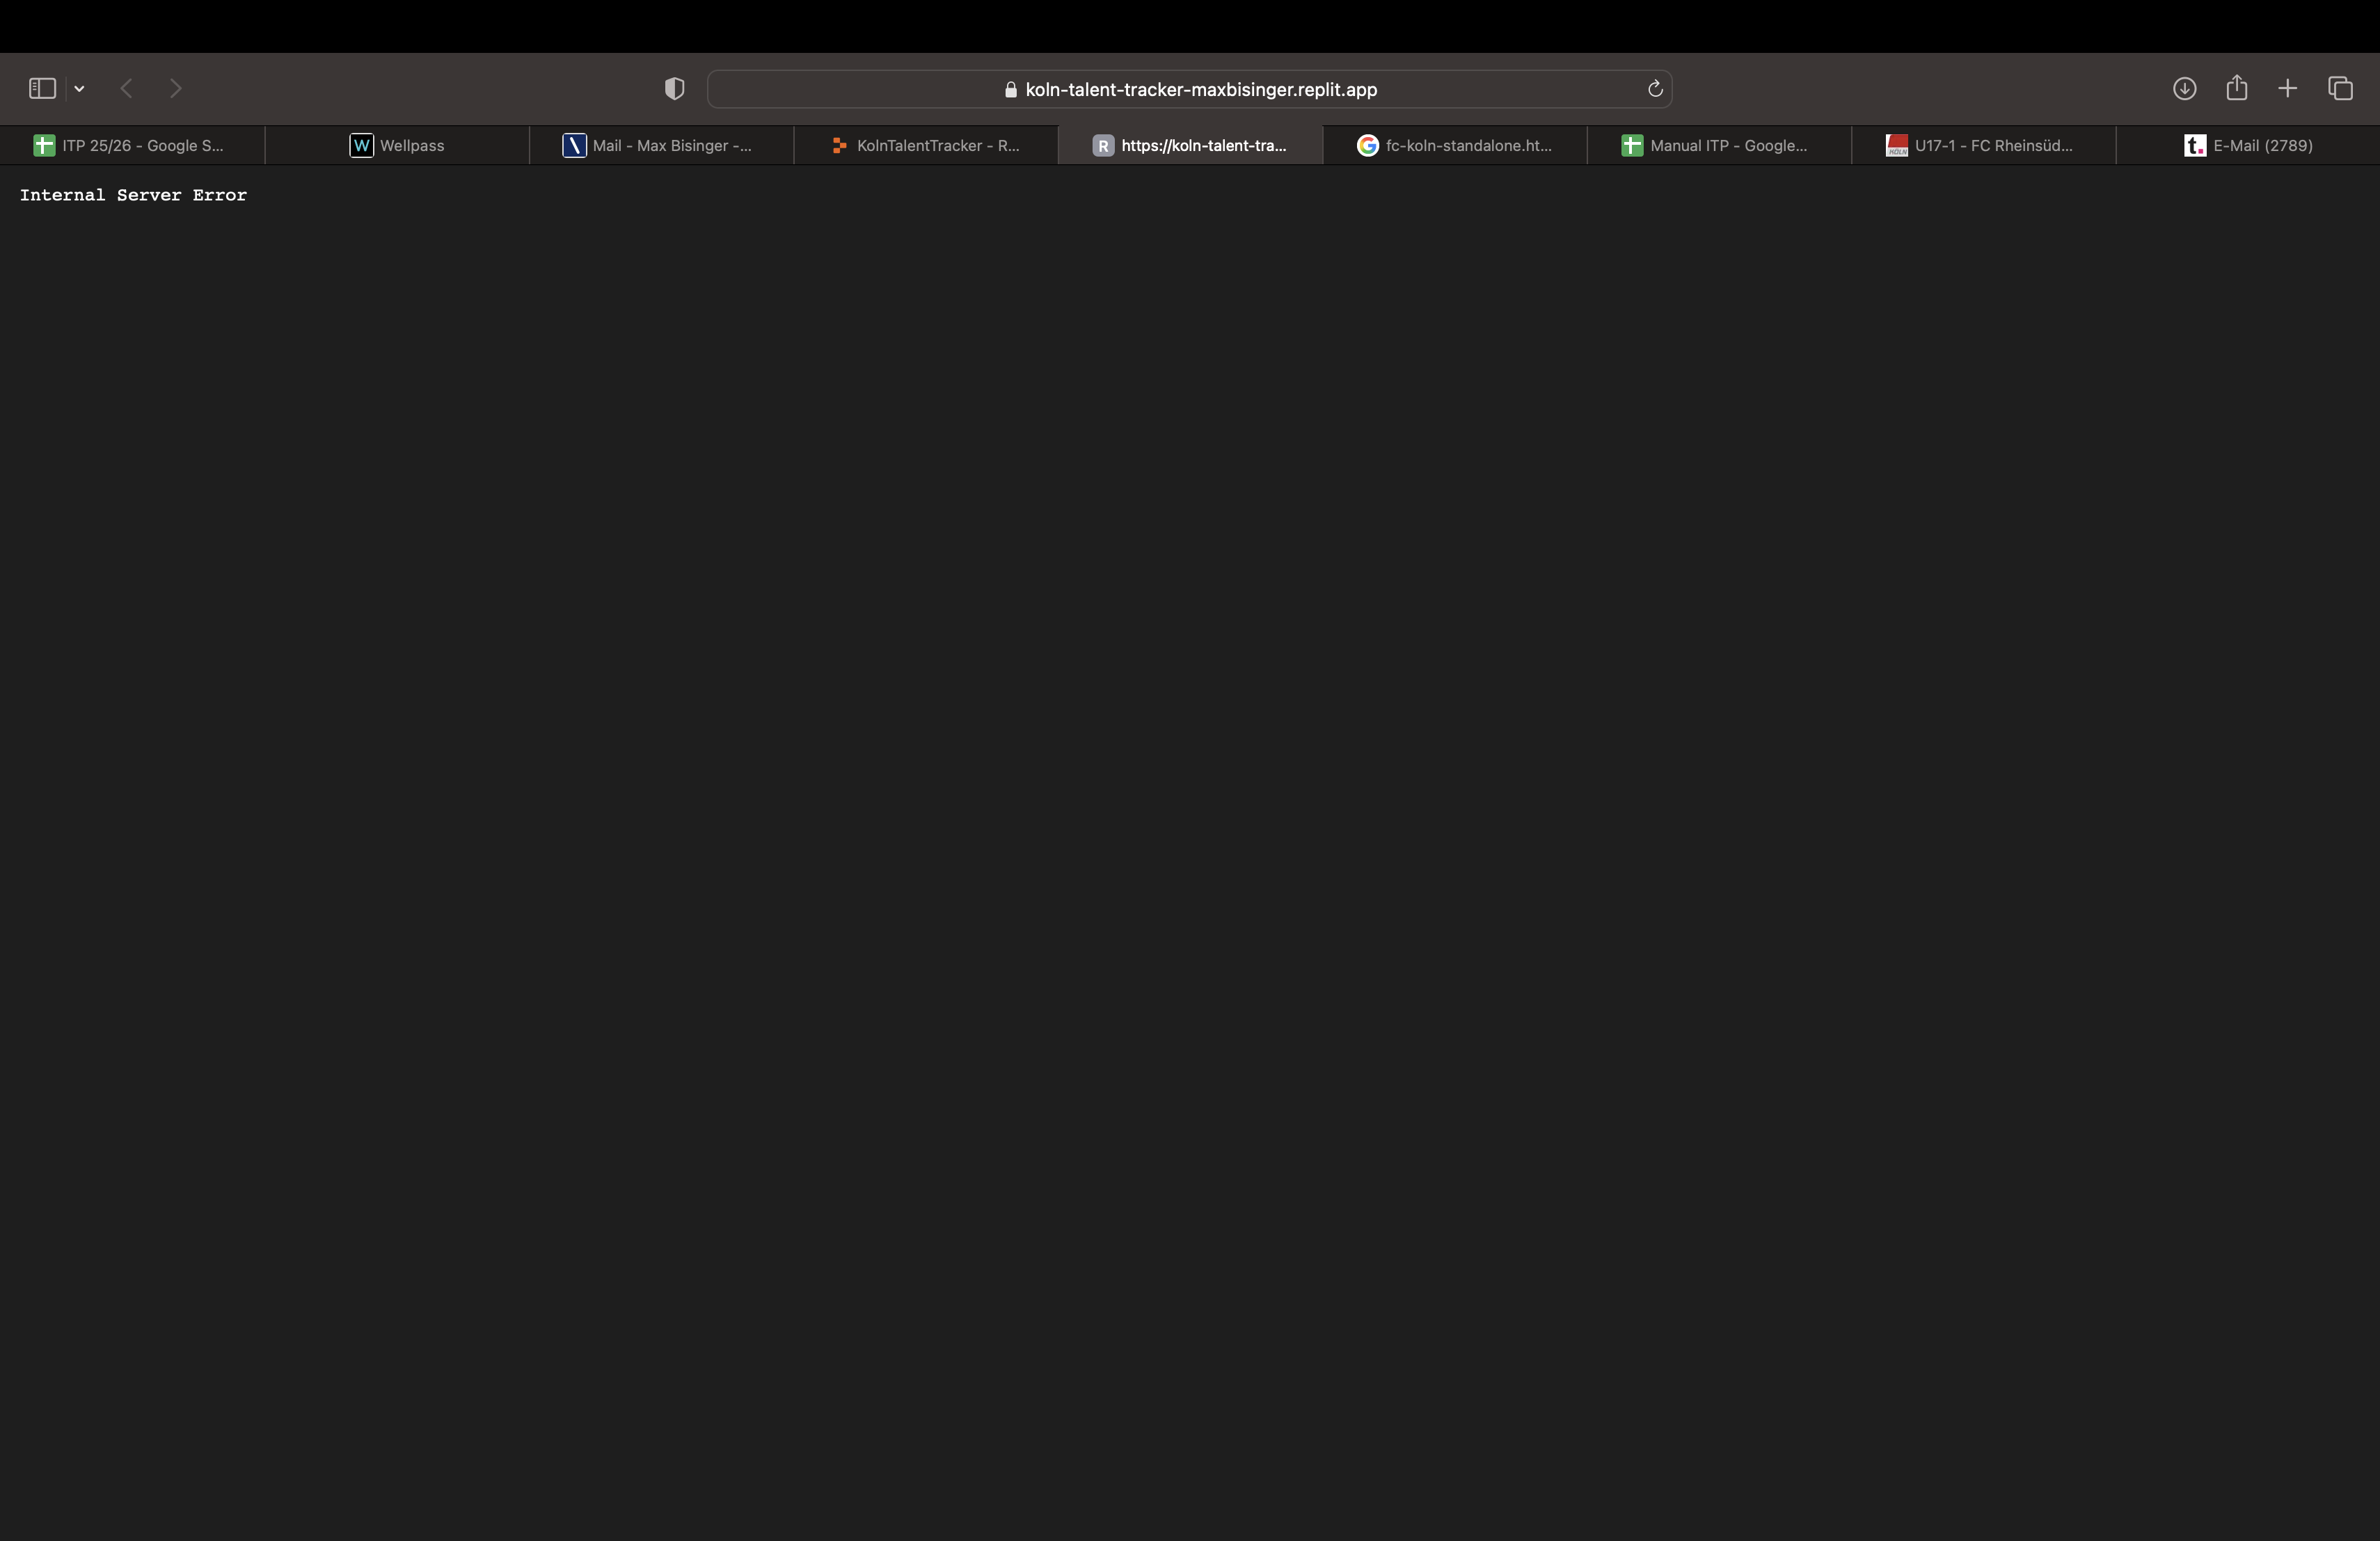 koln-talent-tracker-maxbisinger.replit.app
ITP 25/26 - Google S...
W Wellpass
Mail - Max Bisinger -...
KolnTalentTracker - R...
R https://koln-talent-tra...
G fc-koln-standalone.ht...
Manual ITP - Google...
KÖLN U17-1 - FC Rheinsüd...
t. E-Mail (2789)
Internal Server Error